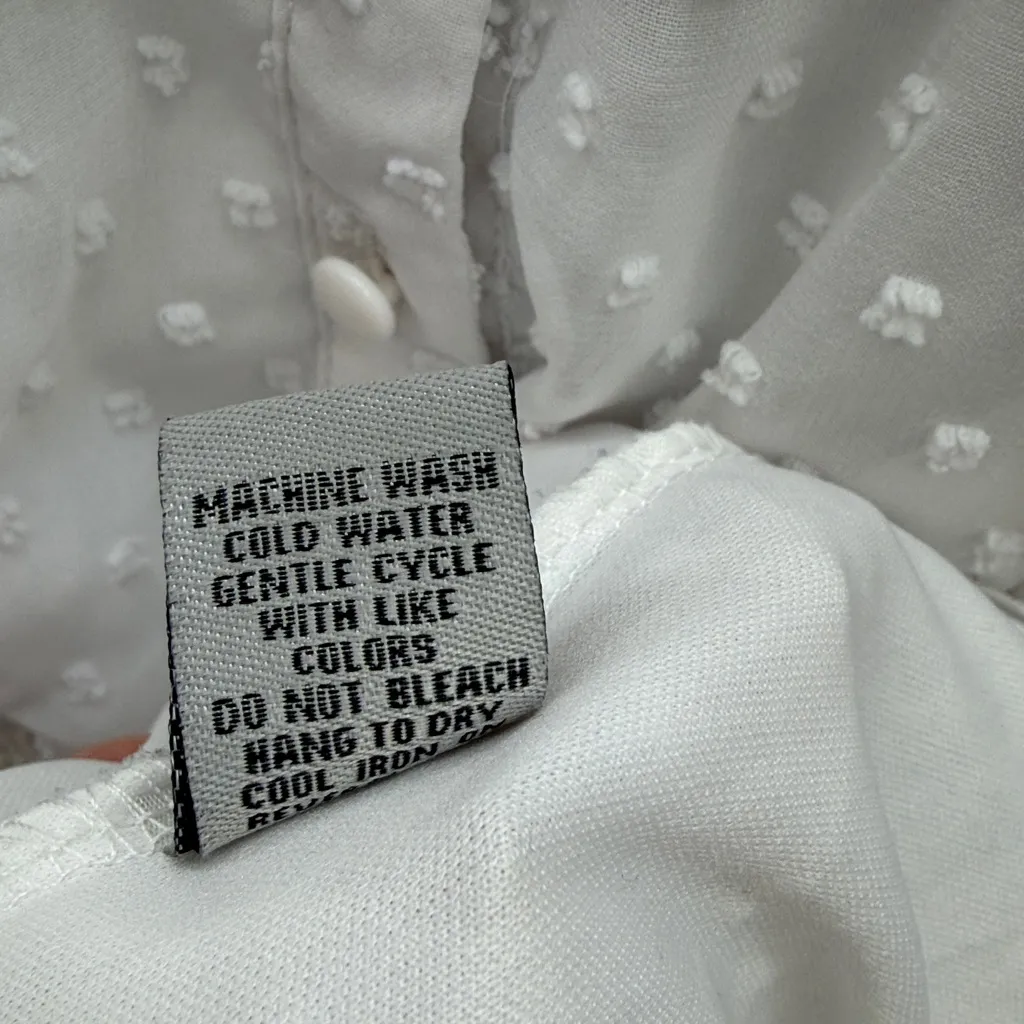 MACHINE WASH
COLD WATER
GENTLE CYCLE
WITH LIKE
COLORS
DO NOT BLEACH
HANG TO DRY
COOL IRON